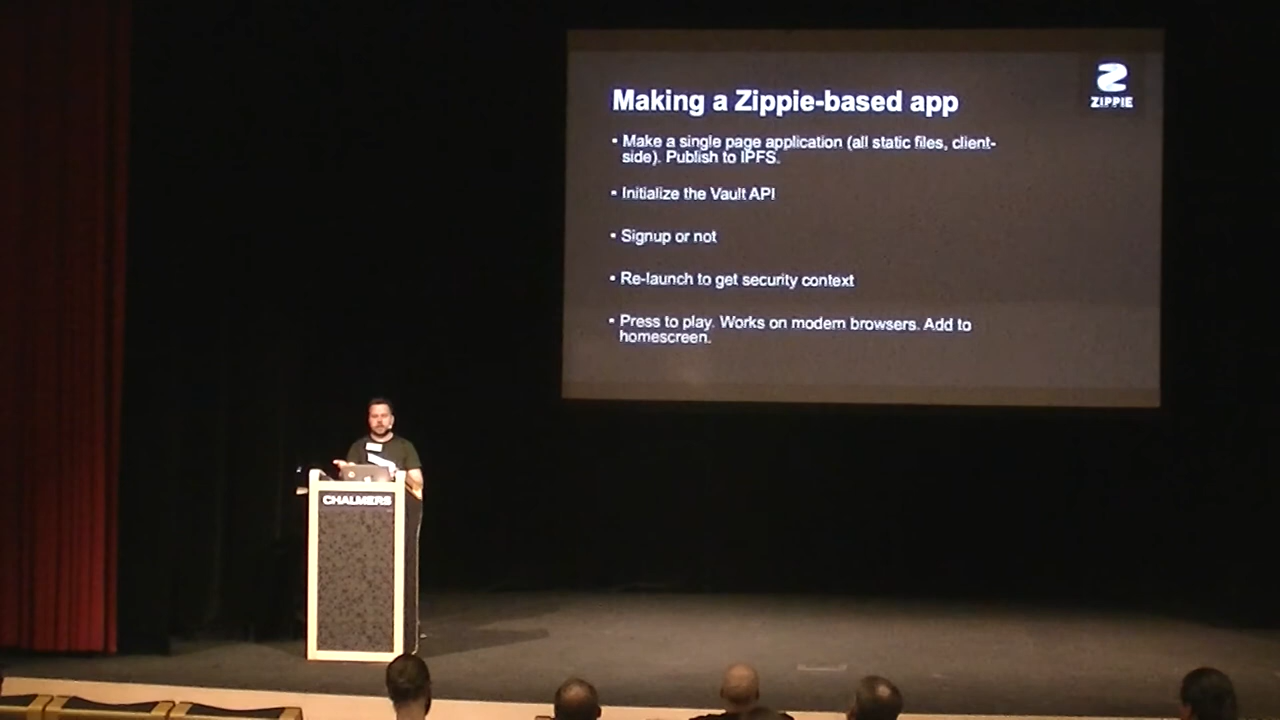 ZIPPIE
Making a Zippie-based app
• Make a single page application (all static files, client-
side). Publish to IPFS.
• Initialize the Vault API
• Signup or not
• Re-launch to get security context
• Press to play. Works on modern browsers. Add to
homescreen.
CHALMERS